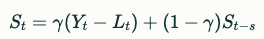 S_t = γ(Y_t − L_t) + (1 − γ)S_{t−s}